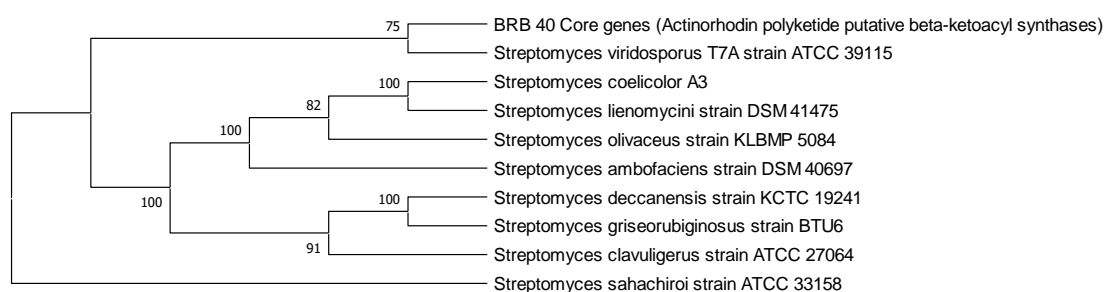 75
BRB 40 Core genes (Actinorhodin polyketide putative beta-ketoacyl synthases)
Streptomyces viridosporus T7A strain ATCC 39115
100
Streptomyces coelicolor A3
82
Streptomyces lienomycini strain DSM 41475
100
Streptomyces olivaceus strain KLBMP 5084
Streptomyces ambofaciens strain DSM 40697
100
100
Streptomyces deccanensis strain KCTC 19241
Streptomyces griseorubiginosus strain BTU6
91
Streptomyces clavuligerus strain ATCC 27064
Streptomyces sahachiroi strain ATCC 33158